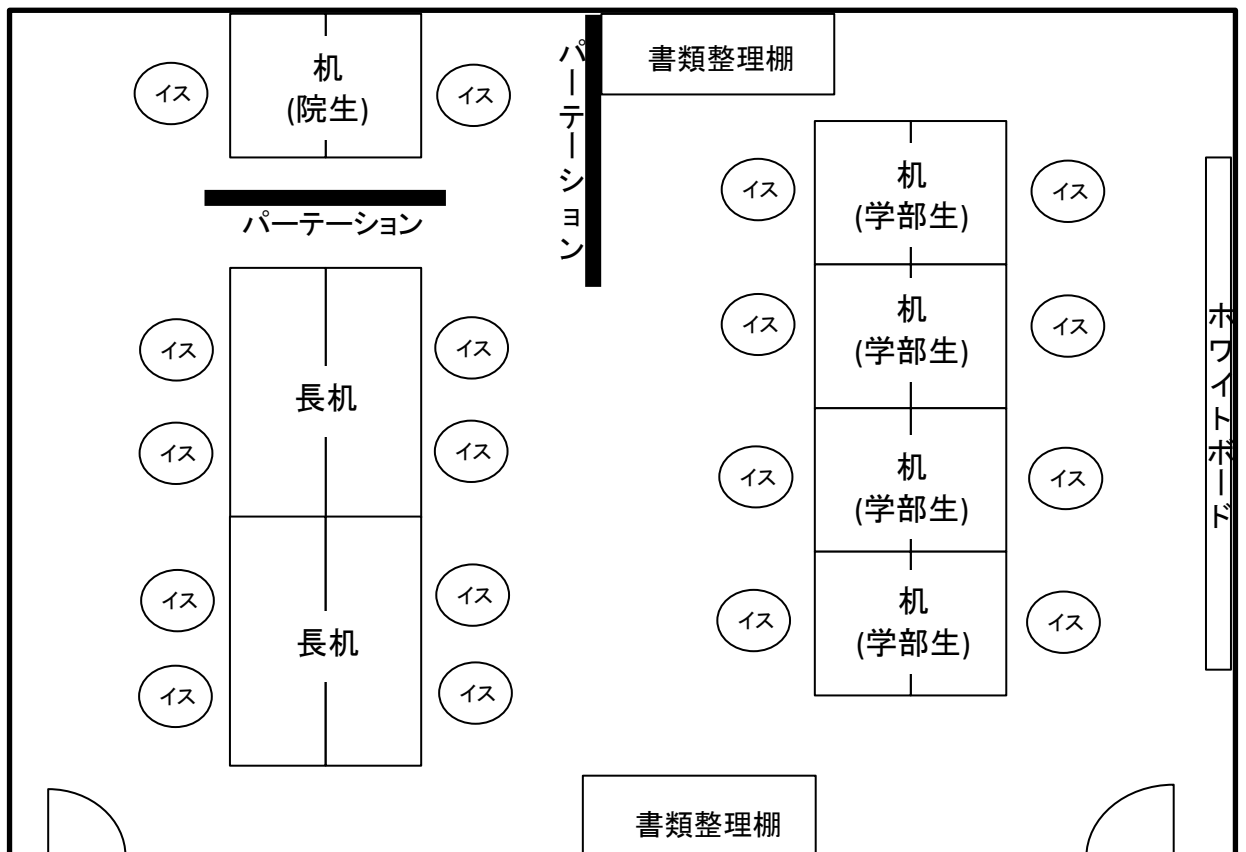 イス
机
(院生)
イス
パーテーション
書類整理棚
パーテーション
イス
机
(学部生)
イス
イス
机
(学部生)
イス
イス
机
(学部生)
イス
イス
机
(学部生)
イス
ホワイトボード
イス
イス
長机
イス
イス
イス
イス
長机
イス
イス
書類整理棚